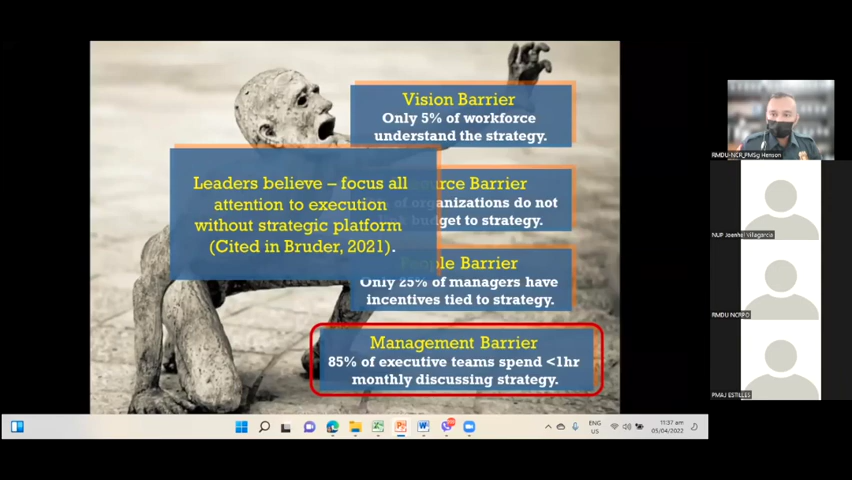 Vision Barrier
Only 5% of workforce
understand the strategy.
Leaders believe – focus all
attention to execution
without strategic platform
(Cited in Bruder, 2021).
Barrier
of organizations do not
budget to strategy.
Barrier
Only 25% of managers have
incentives tied to strategy.
Management Barrier
85% of executive teams spend <1hr
monthly discussing strategy.
RMDU-NCR_PMSg Henson
NUP Joenhel Villagarcia
RMDU NCRPO
PMAJ ESTILLES
ENG
US
11:37 am
05/04/2022